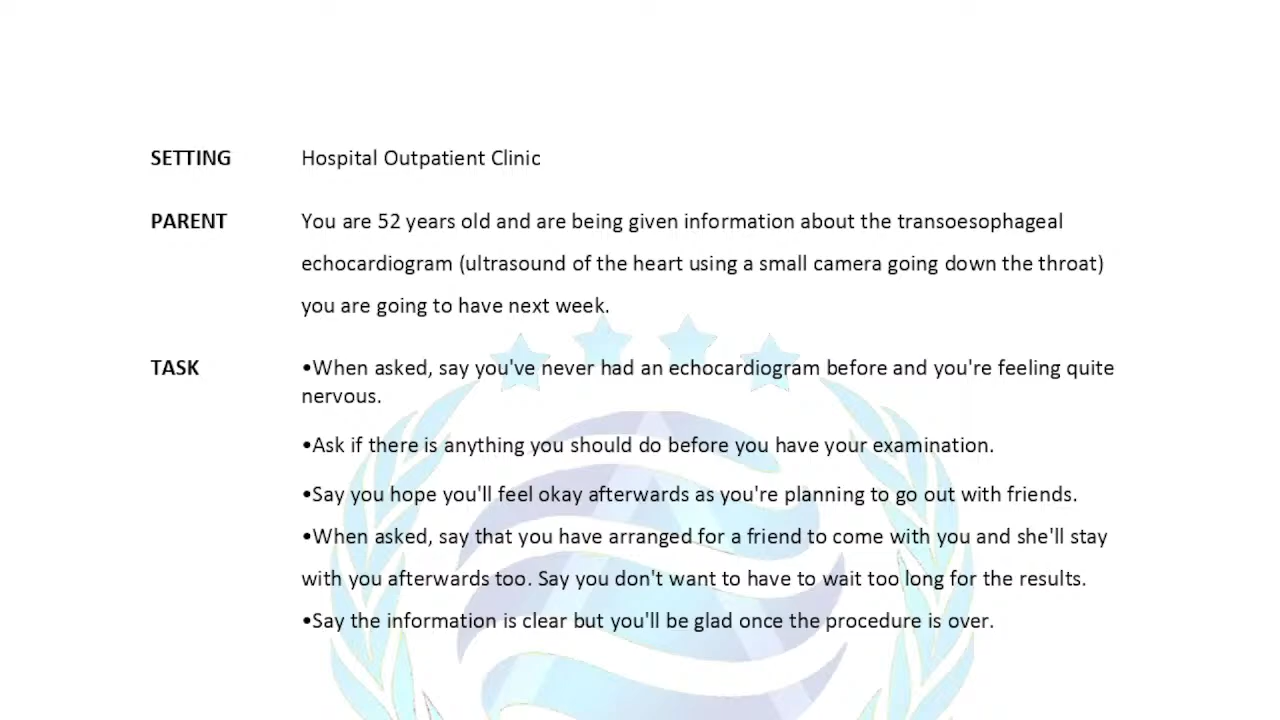 SETTING Hospital Outpatient Clinic
PARENT You are 52 years old and are being given information about the transoesophageal
echocardiogram (ultrasound of the heart using a small camera going down the throat)
you are going to have next week.
TASK •When asked, say you've never had an echocardiogram before and you're feeling quite
nervous.
•Ask if there is anything you should do before you have your examination.
•Say you hope you'll feel okay afterwards as you're planning to go out with friends.
•When asked, say that you have arranged for a friend to come with you and she'll stay
with you afterwards too. Say you don't want to have to wait too long for the results.
•Say the information is clear but you'll be glad once the procedure is over.